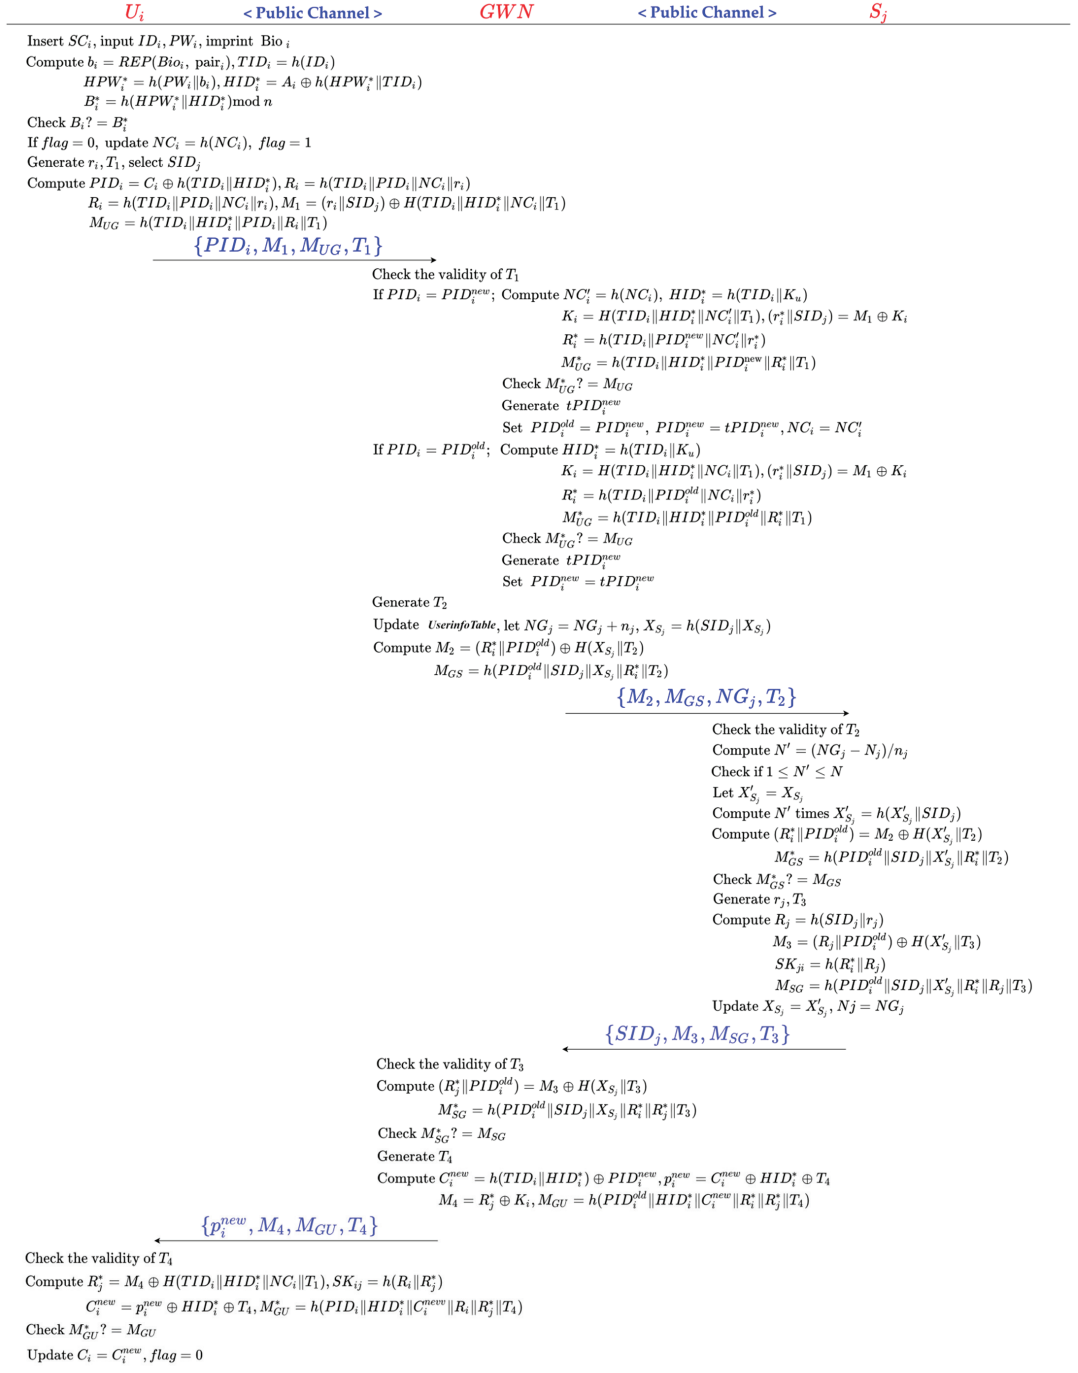 U_i < Public Channel > GWN < Public Channel > S_j
Insert SC_i, input ID_i, PW_i, imprint Bio_i
Compute b_i = REP(Bio_i, pair_i), TID_i = h(ID_i)
HPW_i^* = h(PW_i‖b_i), HID_i^* = A_i ⊕ h(HPW_i^*‖TID_i)
B_i^* = h(HPW_i^*‖HID_i^*)mod n
Check B_i? = B_i^*
If flag = 0, update NC_i = h(NC_i), flag = 1
Generate r_i, T_1, select SID_j
Compute PID_i = C_i ⊕ h(TID_i‖HID_i^*), R_i = h(TID_i‖PID_i‖NC_i‖r_i)
R_i = h(TID_i‖PID_i‖NC_i‖r_i), M_1 = (r_i‖SID_j) ⊕ H(TID_i‖HID_i^*‖NC_i‖T_1)
M_UG = h(TID_i‖HID_i^*‖PID_i‖R_i‖T_1)
{PID_i, M_1, M_UG, T_1}
Check the validity of T_1
If PID_i = PID_i^new; Compute NC_i' = h(NC_i), HID_i^* = h(TID_i‖K_u)
K_i = H(TID_i‖HID_i^*‖NC_i'‖T_1), (r_i^*‖SID_j) = M_1 ⊕ K_i
R_i^* = h(TID_i‖PID_i^new‖NC_i'‖r_i^*)
M_UG^* = h(TID_i‖HID_i^*‖PID_i^new‖R_i^*‖T_1)
Check M_UG^*? = M_UG
Generate tPID_i^new
Set PID_i^old = PID_i^new, PID_i^new = tPID_i^new, NC_i = NC_i'
If PID_i = PID_i^old; Compute HID_i^* = h(TID_i‖K_u)
K_i = H(TID_i‖HID_i^*‖NC_i‖T_1), (r_i^*‖SID_j) = M_1 ⊕ K_i
R_i^* = h(TID_i‖PID_i^old‖NC_i‖r_i^*)
M_UG^* = h(TID_i‖HID_i^*‖PID_i^old‖R_i^*‖T_1)
Check M_UG^*? = M_UG
Generate tPID_i^new
Set PID_i^new = tPID_i^new
Generate T_2
Update UserinfoTable, let NG_j = NG_j + n_j, X_{S_j} = h(SID_j‖X_{S_j})
Compute M_2 = (R_i^*‖PID_i^old) ⊕ H(X_{S_j}‖T_2)
M_GS = h(PID_i^old‖SID_j‖X_{S_j}‖R_i^*‖T_2)
{M_2, M_GS, NG_j, T_2}
Check the validity of T_2
Compute N' = (NG_j − N_j)/n_j
Check if 1 ≤ N' ≤ N
Let X'_{S_j} = X_{S_j}
Compute N' times X'_{S_j} = h(X'_{S_j}‖SID_j)
Compute (R_i^*‖PID_i^old) = M_2 ⊕ H(X'_{S_j}‖T_2)
M_GS^* = h(PID_i^old‖SID_j‖X'_{S_j}‖R_i^*‖T_2)
Check M_GS^*? = M_GS
Generate r_j, T_3
Compute R_j = h(SID_j‖r_j)
M_3 = (R_j‖PID_i^old) ⊕ H(X'_{S_j}‖T_3)
SK_ji = h(R_i^*‖R_j)
M_SG = h(PID_i^old‖SID_j‖X'_{S_j}‖R_i^*‖R_j‖T_3)
Update X_{S_j} = X'_{S_j}, Nj = NG_j
{SID_j, M_3, M_SG, T_3}
Check the validity of T_3
Compute (R_j^*‖PID_i^old) = M_3 ⊕ H(X_{S_j}‖T_3)
M_SG^* = h(PID_i^old‖SID_j‖X_{S_j}‖R_i^*‖R_j^*‖T_3)
Check M_SG^*? = M_SG
Generate T_4
Compute C_i^new = h(TID_i‖HID_i^*) ⊕ PID_i^new, p_i^new = C_i^new ⊕ HID_i^* ⊕ T_4
M_4 = R_j^* ⊕ K_i, M_GU = h(PID_i^old‖HID_i^*‖C_i^new‖R_i^*‖R_j^*‖T_4)
{p_i^new, M_4, M_GU, T_4}
Check the validity of T_4
Compute R_j^* = M_4 ⊕ H(TID_i‖HID_i^*‖NC_i‖T_1), SK_ij = h(R_i‖R_j^*)
C_i^new = p_i^new ⊕ HID_i^* ⊕ T_4, M_GU^* = h(PID_i‖HID_i^*‖C_i^nevv‖R_i‖R_j^*‖T_4)
Check M_GU^*? = M_GU
Update C_i = C_i^new, flag = 0